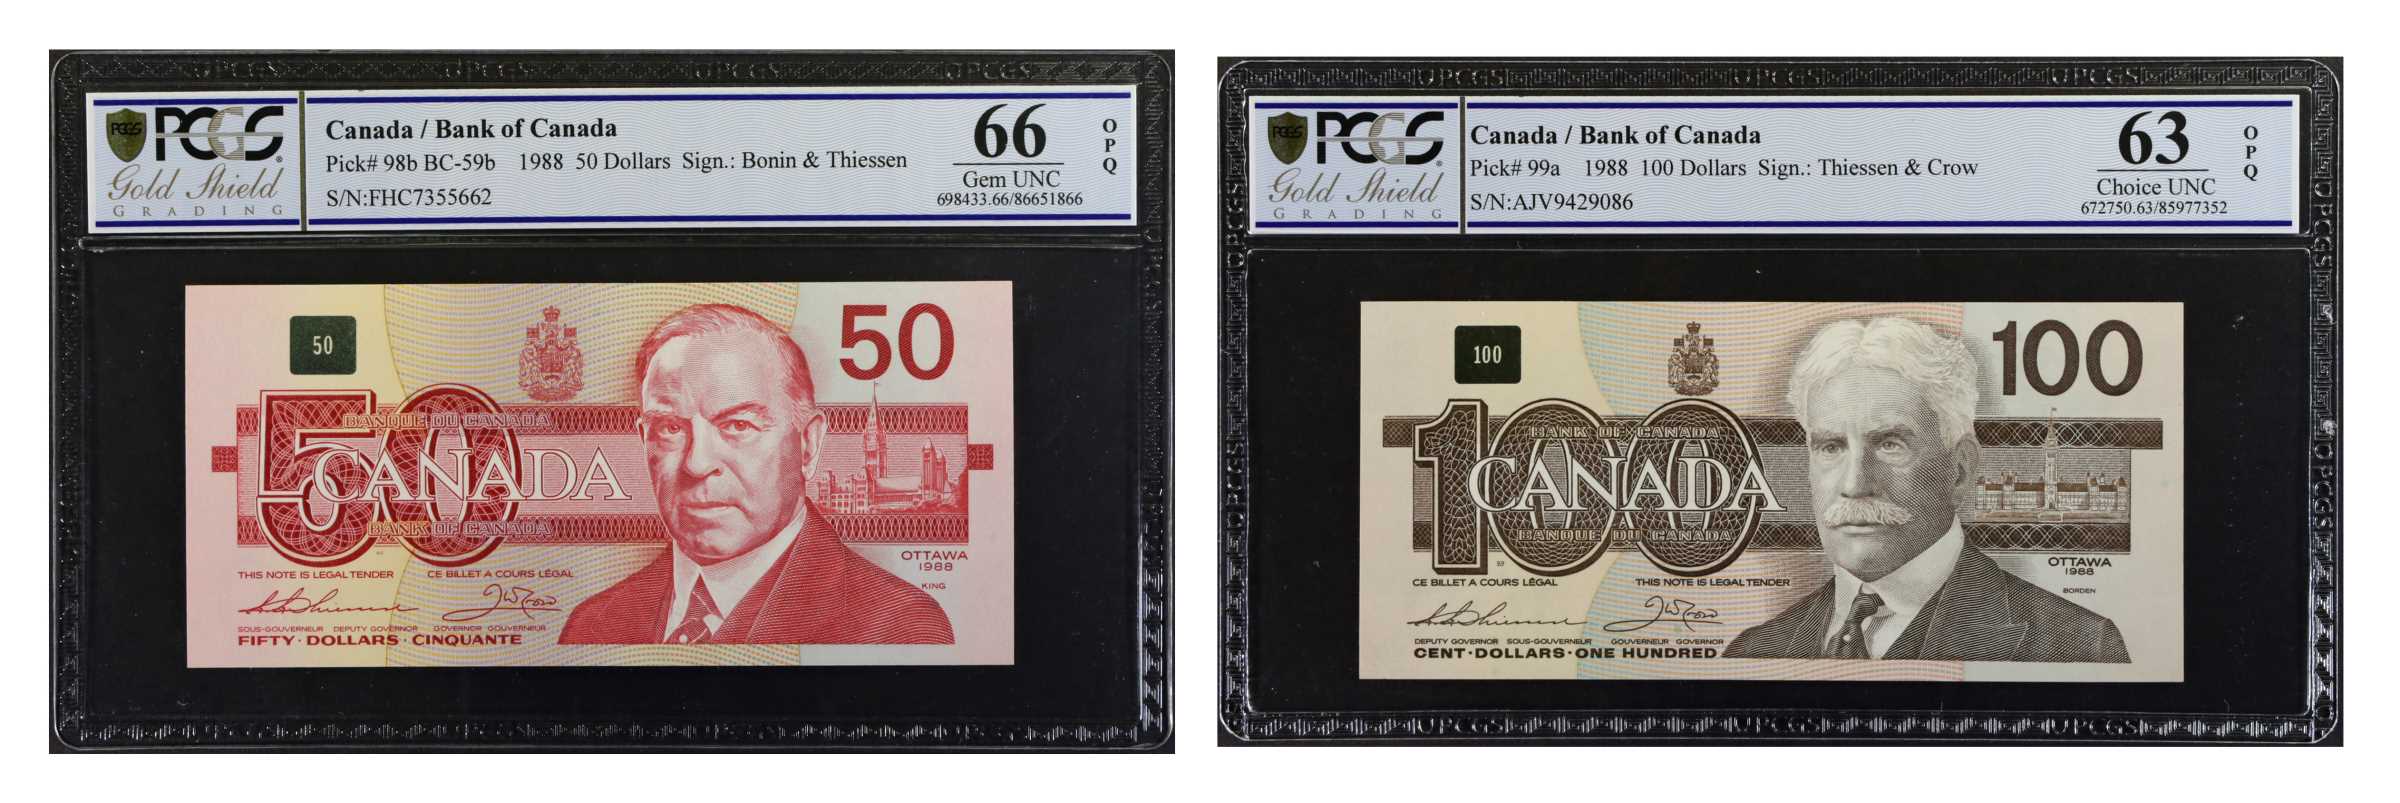 PCGS
PCGS
Gold Shield
GRADING
Canada / Bank of Canada
Pick# 98b BC-59b 1988 50 Dollars Sign.: Bonin & Thiessen
S/N:FHC7355662
66
Gem UNC
698433.66/86651866
OPQ
50
50
50
BANQUE DU CANADA
CANADA
BANK OF CANADA
OTTAWA
1988
KING
THIS NOTE IS LEGAL TENDER CE BILLET A COURS LÉGAL
SOUS-GOUVERNEUR DEPUTY GOVERNOR GOVERNOR GOUVERNEUR
FIFTY · DOLLARS · CINQUANTE
PCGS
PCGS
Gold Shield
GRADING
Canada / Bank of Canada
Pick# 99a 1988 100 Dollars Sign.: Thiessen & Crow
S/N:AJV9429086
63
Choice UNC
672750.63/85977352
OPQ
100
100
100
BANK OF CANADA
CANADA
BANQUE DU CANADA
OTTAWA
1988
BORDEN
CE BILLET A COURS LÉGAL THIS NOTE IS LEGAL TENDER
DEPUTY GOVERNOR SOUS-GOUVERNEUR GOUVERNEUR GOVERNOR
CENT · DOLLARS · ONE HUNDRED